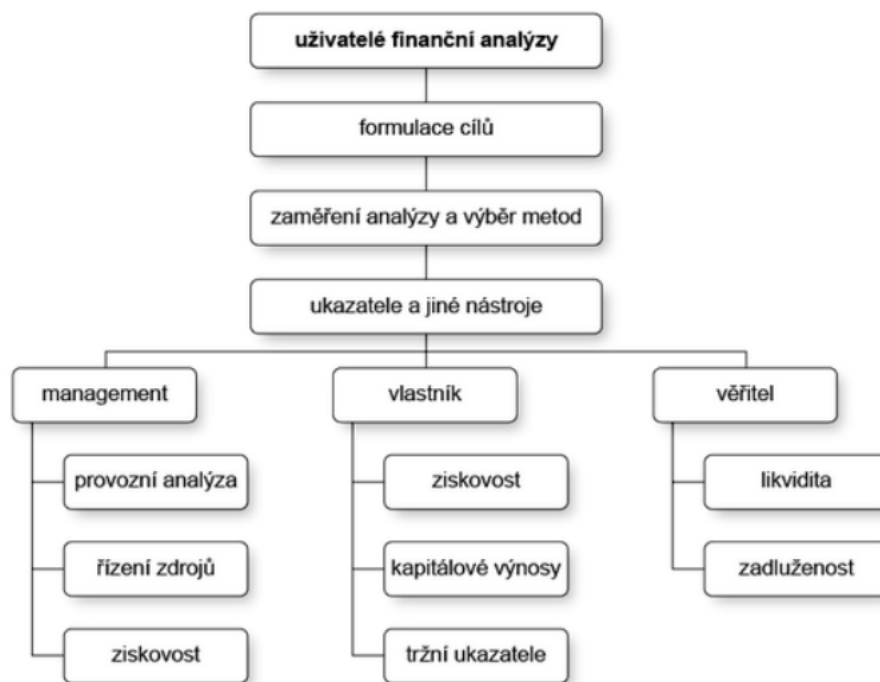 uživatelé finanční analýzy
formulace cílů
zaměření analýzy a výběr metod
ukazatele a jiné nástroje
management
provozní analýza
řízení zdrojů
ziskovost
vlastník
ziskovost
kapitálové výnosy
tržní ukazatele
věřitel
likvidita
zadluženost